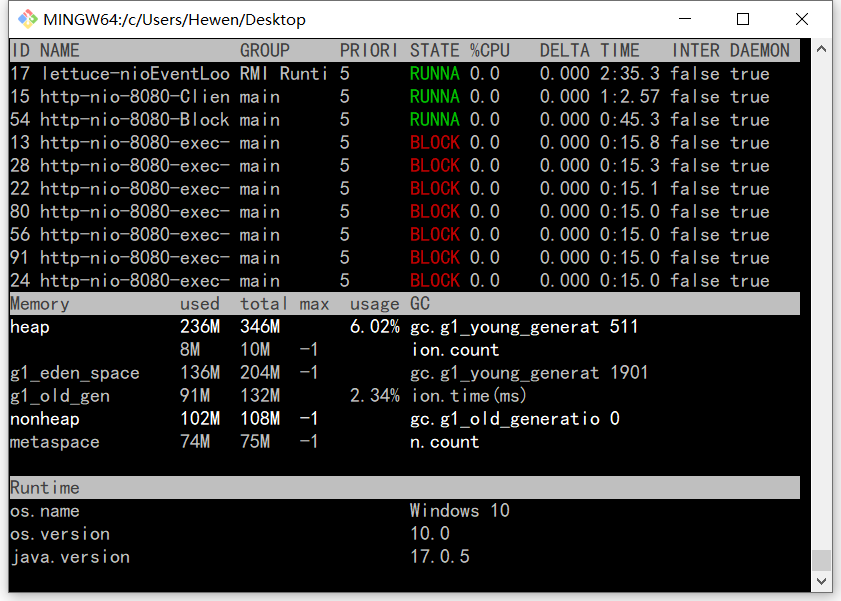 MINGW64:/c/Users/Hewen/Desktop
ID NAME GROUP PRIORI STATE %CPU DELTA TIME INTER DAEMON
17 lettuce-nioEventLoo RMI Runti 5 RUNNA 0.0 0.000 2:35.3 false true
15 http-nio-8080-Clien main 5 RUNNA 0.0 0.000 1:2.57 false true
54 http-nio-8080-Block main 5 RUNNA 0.0 0.000 0:45.3 false true
13 http-nio-8080-exec- main 5 BLOCK 0.0 0.000 0:15.8 false true
28 http-nio-8080-exec- main 5 BLOCK 0.0 0.000 0:15.3 false true
22 http-nio-8080-exec- main 5 BLOCK 0.0 0.000 0:15.1 false true
80 http-nio-8080-exec- main 5 BLOCK 0.0 0.000 0:15.0 false true
56 http-nio-8080-exec- main 5 BLOCK 0.0 0.000 0:15.0 false true
91 http-nio-8080-exec- main 5 BLOCK 0.0 0.000 0:15.0 false true
24 http-nio-8080-exec- main 5 BLOCK 0.0 0.000 0:15.0 false true
Memory used total max usage GC
heap 236M 346M 6.02% gc.g1_young_generat 511
8M 10M -1 ion.count
g1_eden_space 136M 204M -1 gc.g1_young_generat 1901
g1_old_gen 91M 132M 2.34% ion.time(ms)
nonheap 102M 108M -1 gc.g1_old_generatio 0
metaspace 74M 75M -1 n.count
Runtime
os.name Windows 10
os.version 10.0
java.version 17.0.5